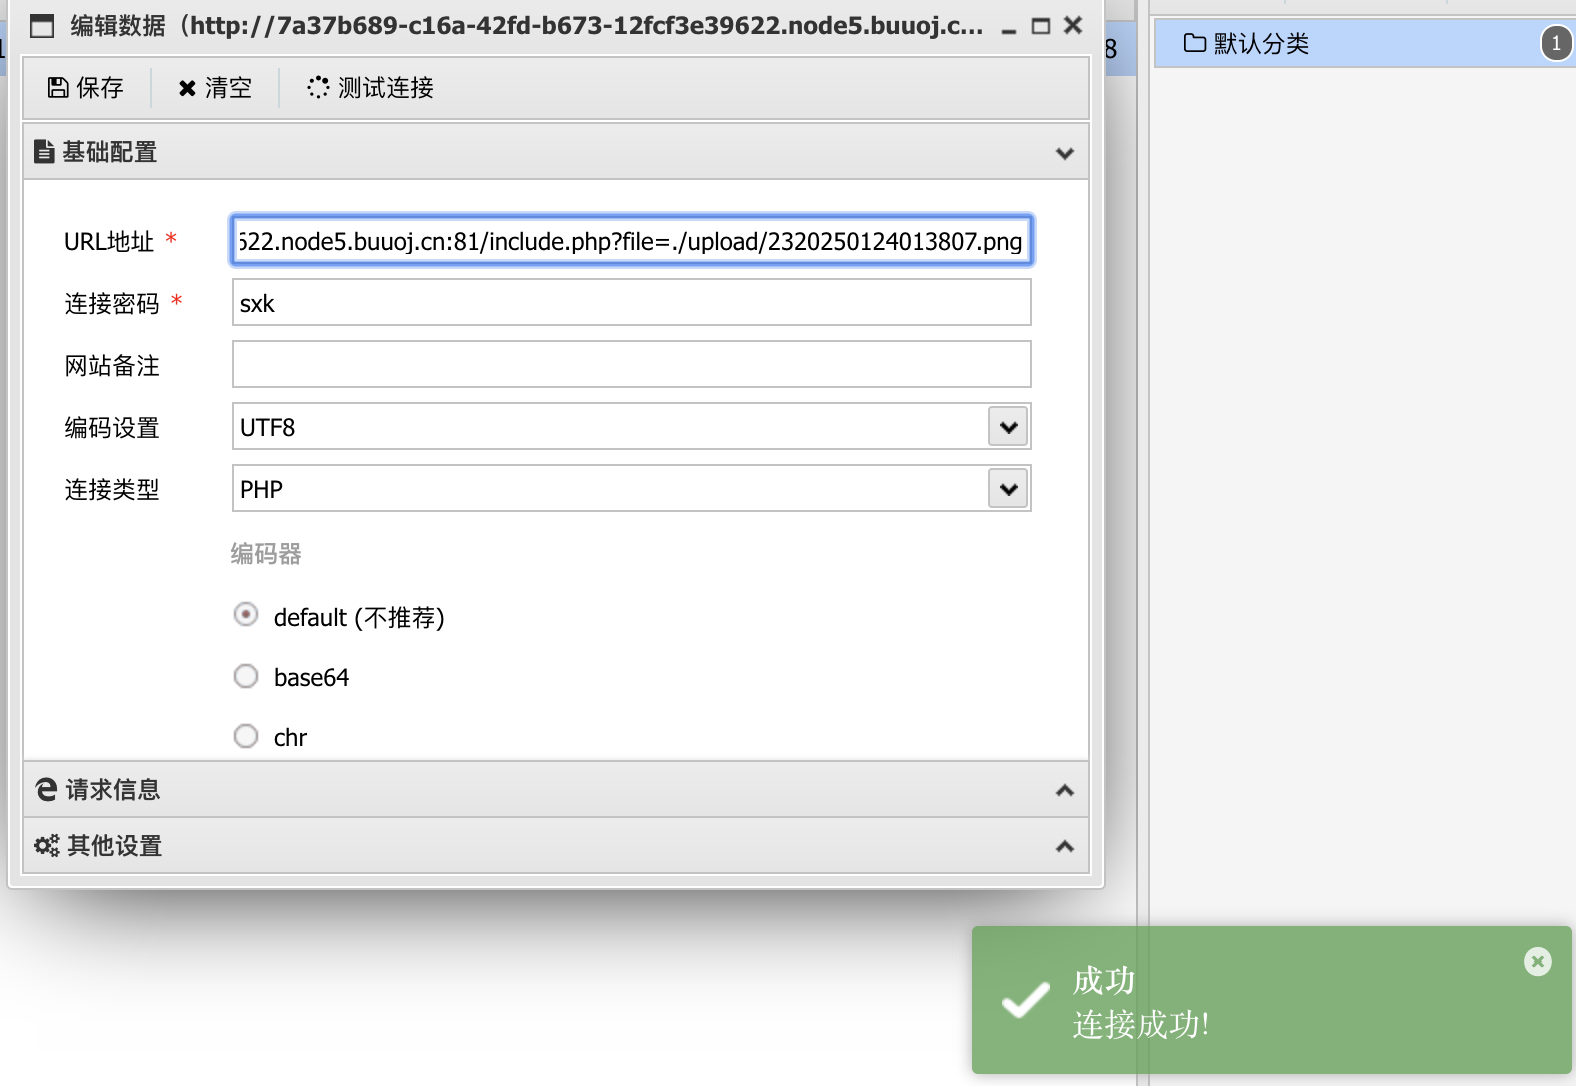 编辑数据（http://7a37b689-c16a-42fd-b673-12fcf3e39622.node5.buuoj.c...
8
默认分类
1
保存
清空
测试连接
基础配置
URL地址 *
622.node5.buuoj.cn:81/include.php?file=./upload/2320250124013807.png
连接密码 *
sxk
网站备注
编码设置
UTF8
连接类型
PHP
编码器
default (不推荐)
base64
chr
请求信息
其他设置
成功
连接成功!